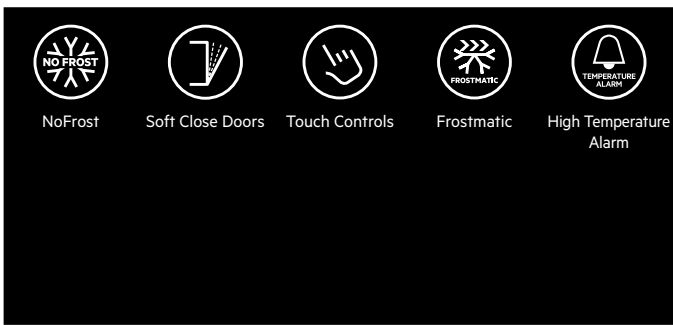 NO FROST
FROSTMATIC
TEMPERATURE
ALARM
NoFrost
Soft Close Doors
Touch Controls
Frostmatic
High Temperature
Alarm